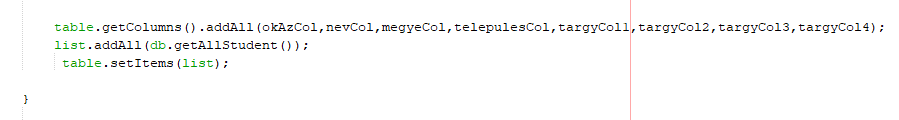 table.getColumns().addAll(okAzCol,nevCol,megyeCol,telepulesCol,targyCol1,targyCol2,targyCol3,targyCol4);
list.addAll(db.getAllStudent());
table.setItems(list);
}